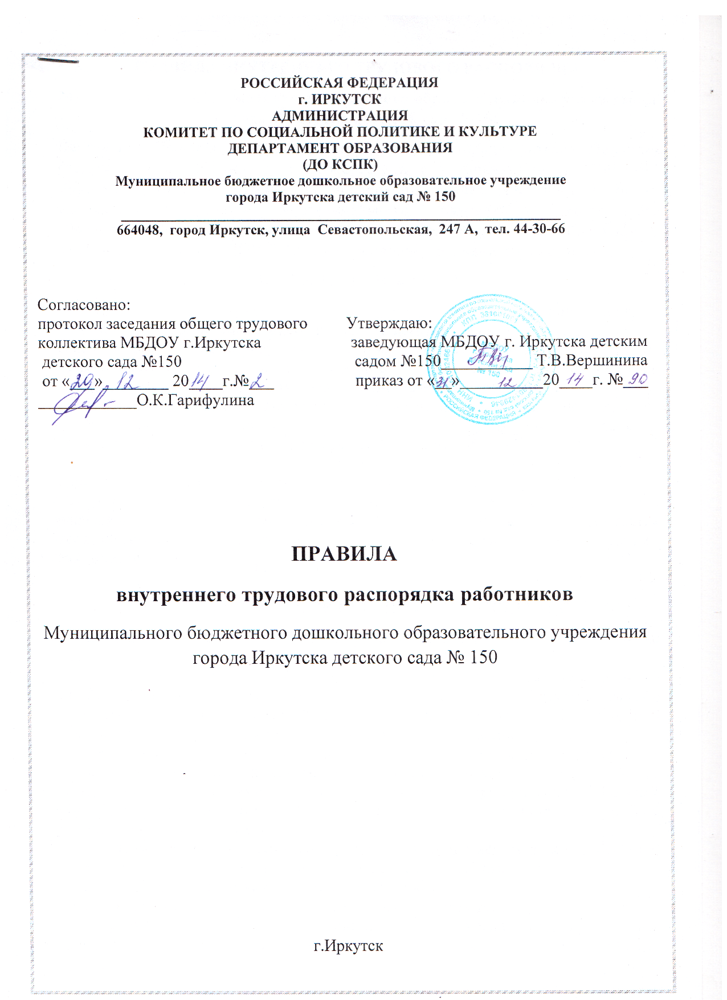 РОССИЙСКАЯ ФЕДЕРАЦИЯ
г. ИРКУТСК
АДМИНИСТРАЦИЯ
КОМИТЕТ ПО СОЦИАЛЬНОЙ ПОЛИТИКЕ И КУЛЬТУРЕ
ДЕПАРТАМЕНТ ОБРАЗОВАНИЯ
(ДО КСПК)
Муниципальное бюджетное дошкольное образовательное учреждение
города Иркутска детский сад № 150
664048, город Иркутск, улица Севастопольская, 247 А, тел. 44-30-66
Согласовано:
протокол заседания общего трудового
коллектива МБДОУ г.Иркутска
детского сада №150
от «29» 12 2014 г.№ 2
О.К.Гарифулина
Утверждаю:
заведующая МБДОУ г. Иркутска детским
садом №150 Т.В.Вершинина
приказ от «31» 12 2014 г. № 90
ПРАВИЛА
внутреннего трудового распорядка работников
Муниципального бюджетного дошкольного образовательного учреждения
города Иркутска детского сада № 150
г.Иркутск